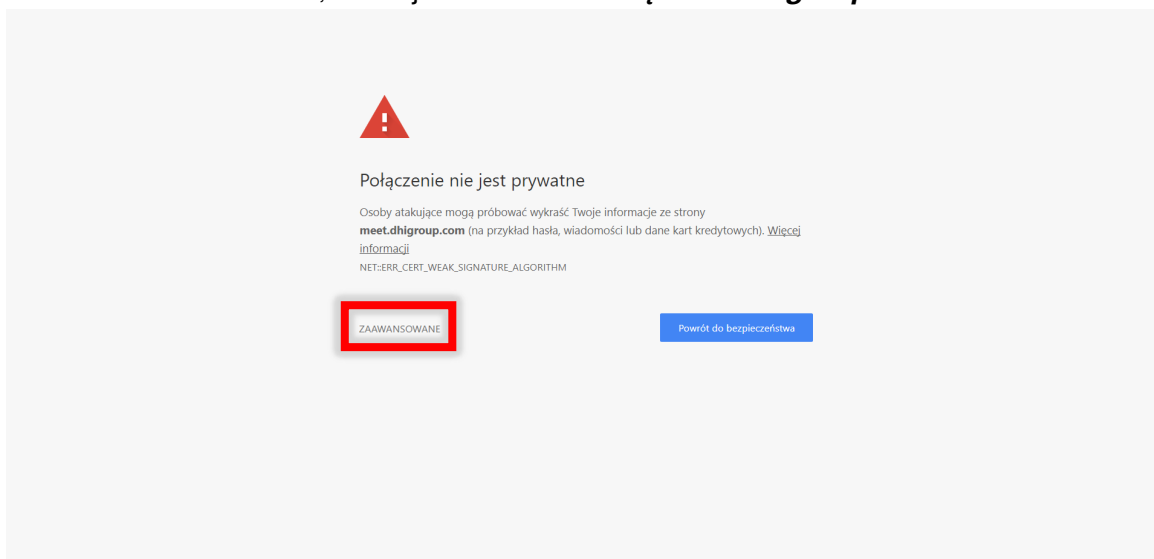 Połączenie nie jest prywatne
Osoby atakujące mogą próbować wykraść Twoje informacje ze strony
meet.dhigroup.com (na przykład hasła, wiadomości lub dane kart kredytowych). Więcej
informacji
NET::ERR_CERT_WEAK_SIGNATURE_ALGORITHM
ZAAWANSOWANE
Powrót do bezpieczeństwa